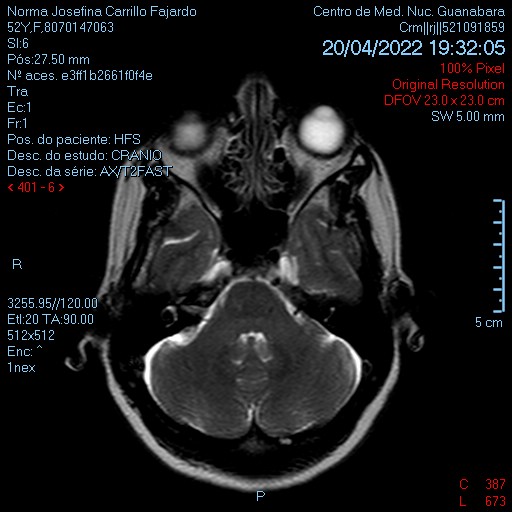 Norma Josefina Carrillo Fajardo
52Y,F,8070147063
Sl:6
Pós:27.50 mm
Nº aces. e3ff1b2661f0f4e
Tra
Ec:1
Fr:1
Pos. do paciente: HFS
Desc. do estudo: CRANIO
Desc. da série: AX/T2FAST
< 401 - 6 >
Centro de Med. Nuc. Guanabara
Crm||rj||521091859
20/04/2022 19:32:05
100% Pixel
Original Resolution
DFOV 23.0 x 23.0 cm
SW 5.00 mm
R
3255.95//120.00
Etl:20 TA:90.00
512x512
Enc: ^
1nex
5 cm
P
C 387
L 673